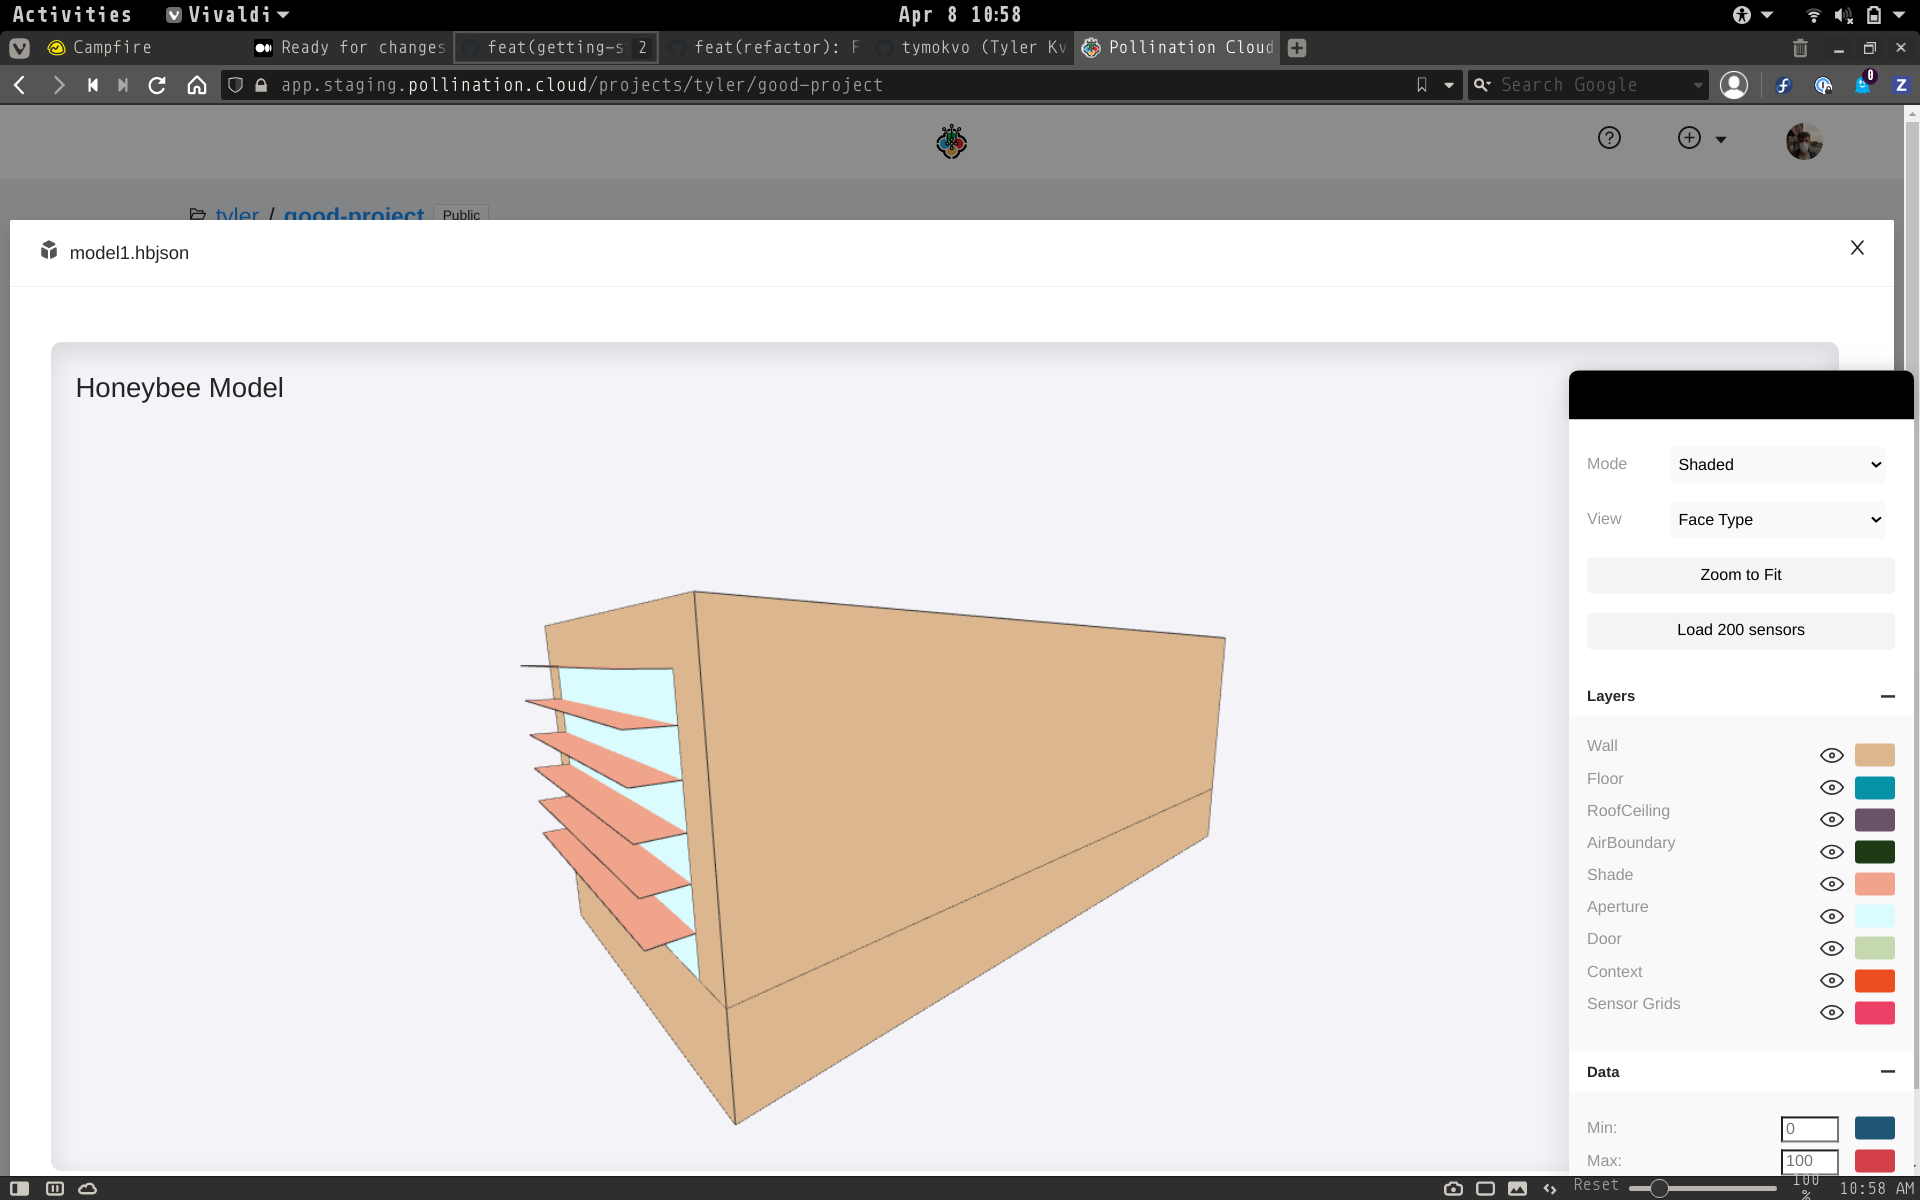 Activities Vivaldi Apr 8 10:58
Campfire Ready for changes feat(getting-s 2 feat(refactor): F tymokvo (Tyler Kv Pollination Cloud
app.staging.pollination.cloud/projects/tyler/good-project Search Google 0 Z
tyler / good-project Public
model1.hbjson
Honeybee Model
Mode Shaded
View Face Type
Zoom to Fit
Load 200 sensors
Layers
Wall
Floor
RoofCeiling
AirBoundary
Shade
Aperture
Door
Context
Sensor Grids
Data
Min: 0
Max: 100
Reset 100 % 10:58 AM